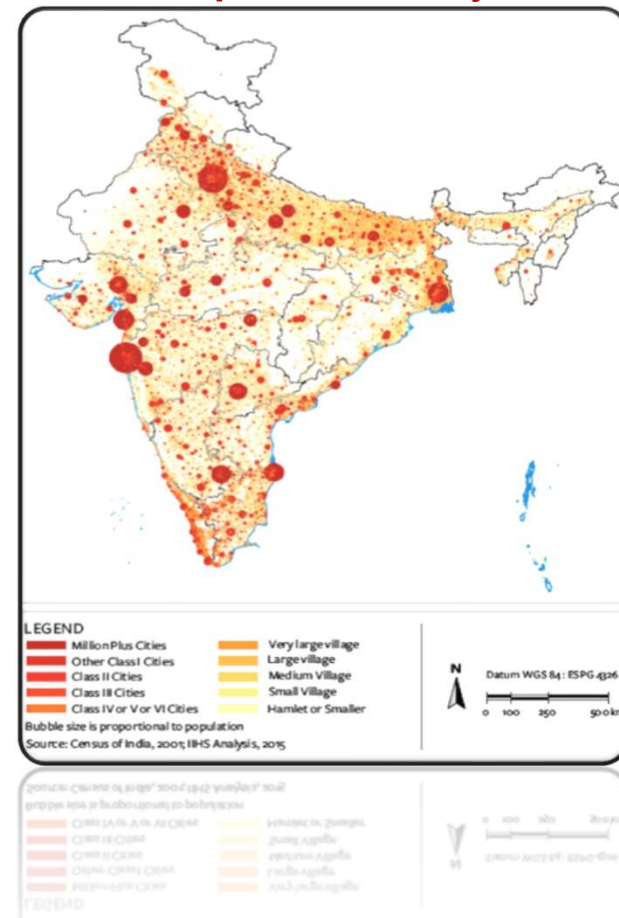 LEGEND
Million Plus Cities
Other Class I Cities
Class II Cities
Class III Cities
Class IV or V or VI Cities
Very large village
Large village
Medium Village
Small Village
Hamlet or Smaller
Bubble size is proportional to population
Source: Census of India, 2001; IIHS Analysis, 2015
N
Datum WGS 84: ESPG 4326
0 100 250 500 km